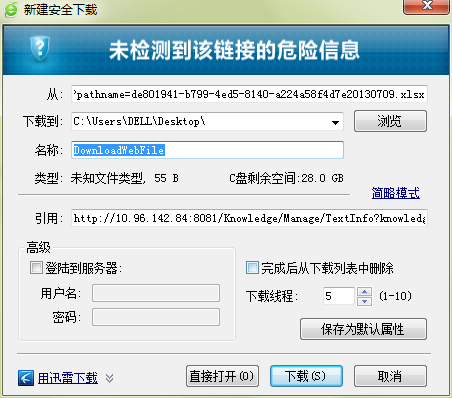 新建安全下载
未检测到该链接的危险信息
从: ?pathname=de801941-b799-4ed5-8140-a224a58f4d7e20130709.xlsx
下载到: C:\Users\DELL\Desktop\ 浏览
名称: DownloadWebFile
类型: 未知文件类型, 55 B C盘剩余空间:28.0 GB
简略模式
引用: http://10.96.142.84:8081/Knowledge/Manage/TextInfo?knowledg
高级
登陆到服务器: 完成后从下载列表中删除
用户名: 下载线程: 5 (1-10)
密码: 保存为默认属性
用迅雷下载 直接打开(O) 下载(S) 取消